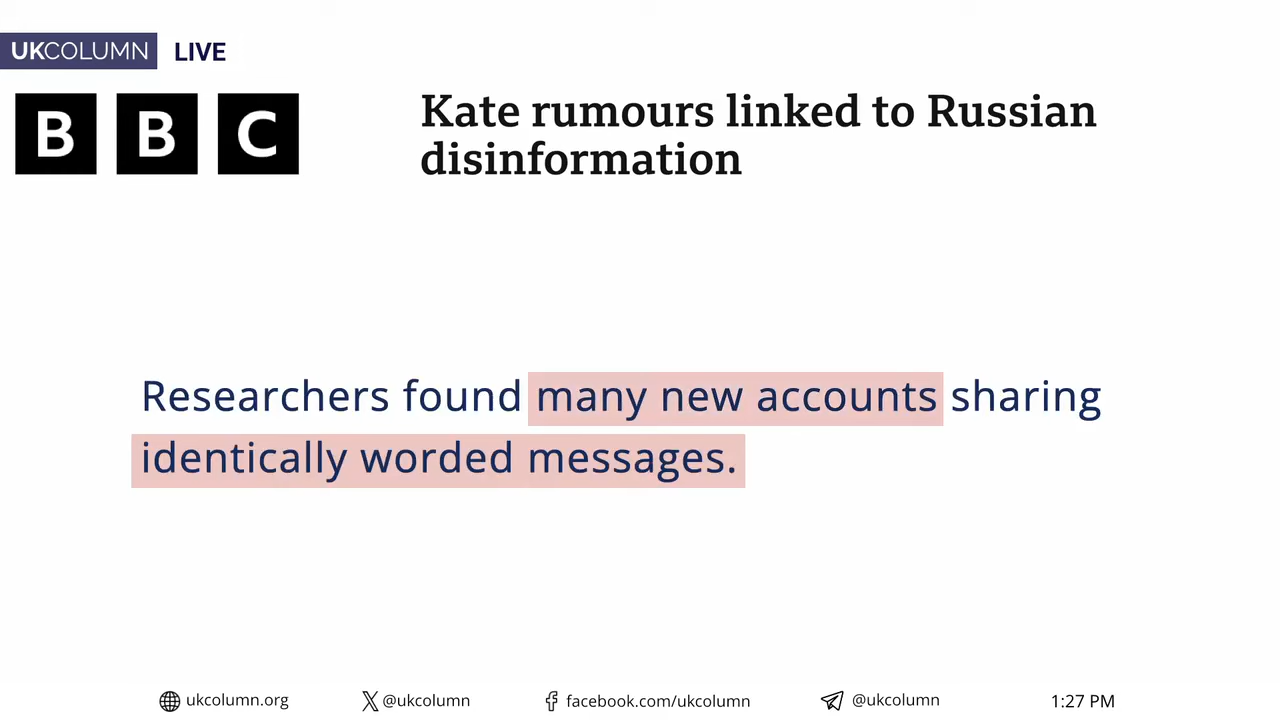 UKCOLUMN LIVE
BBC
Kate rumours linked to Russian
disinformation
Researchers found many new accounts sharing
identically worded messages.
ukcolumn.org @ukcolumn facebook.com/ukcolumn @ukcolumn 1:27 PM